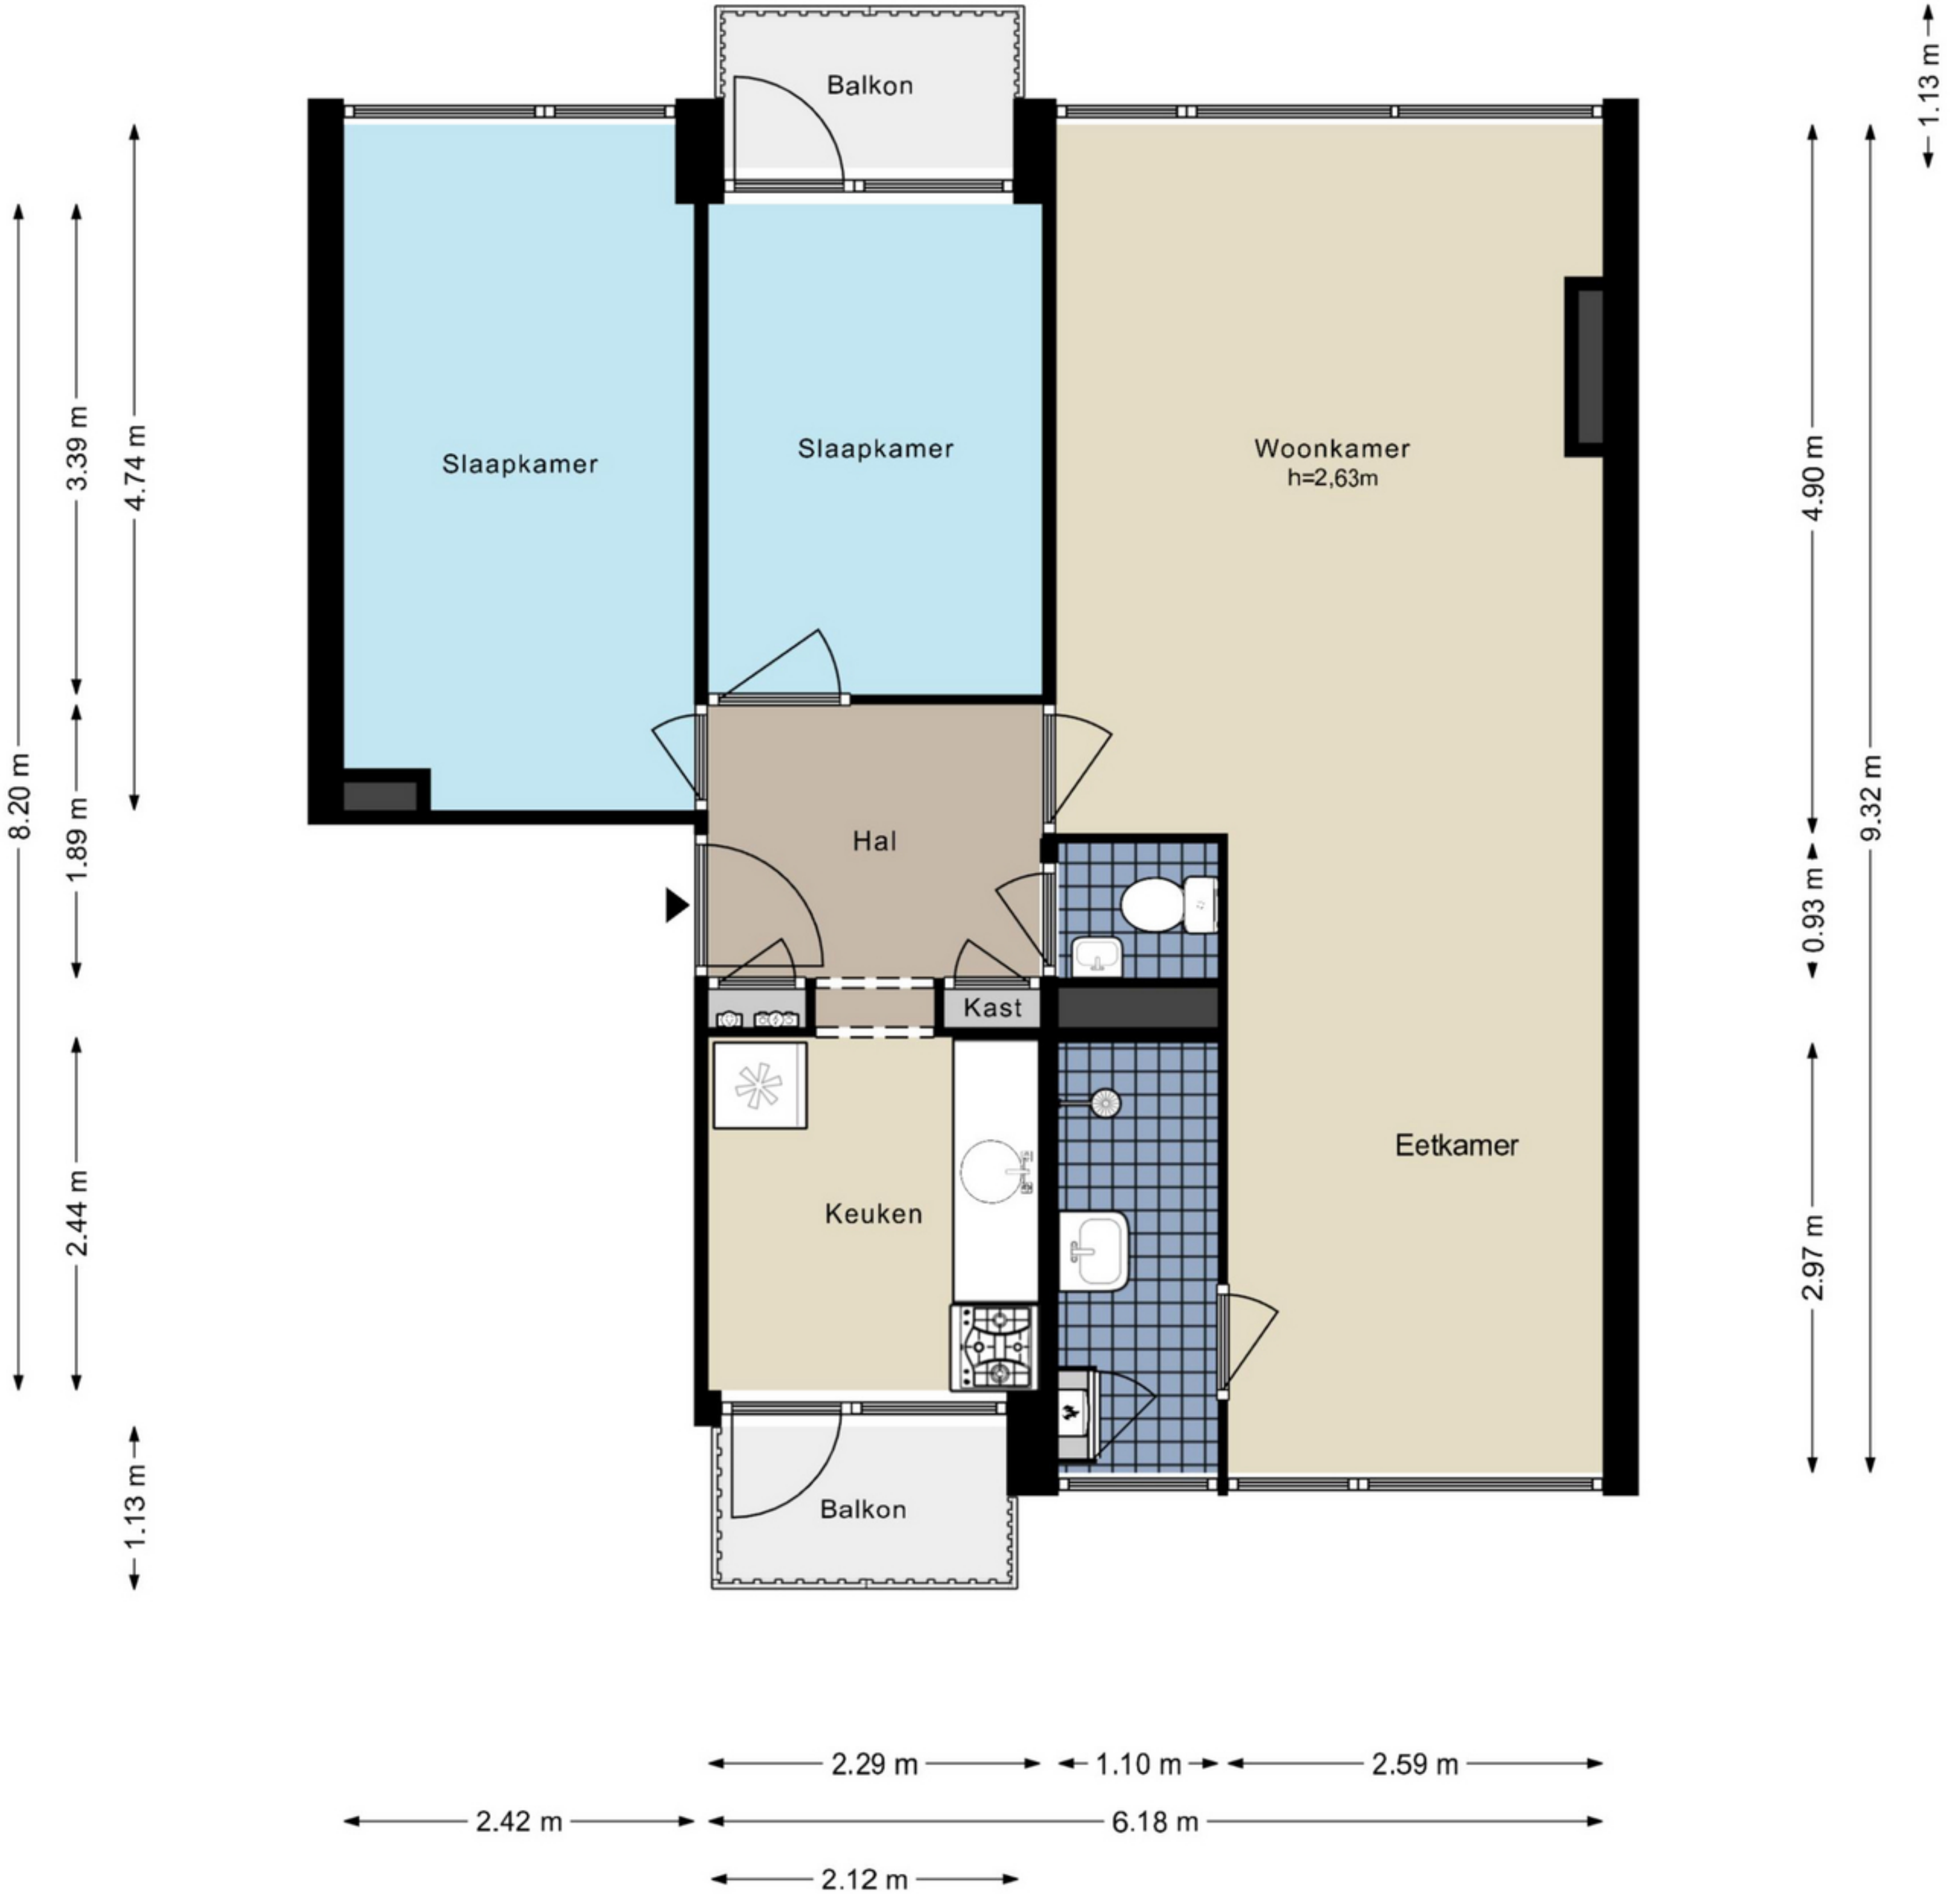 Balkon
1.13 m
Slaapkamer
Slaapkamer
Woonkamer
h=2,63m
3.39 m
4.74 m
4.90 m
8.20 m
1.89 m
Hal
9.32 m
0.93 m
Kast
Keuken
Eetkamer
2.44 m
2.97 m
1.13 m
Balkon
2.29 m
1.10 m
2.59 m
2.42 m
6.18 m
2.12 m